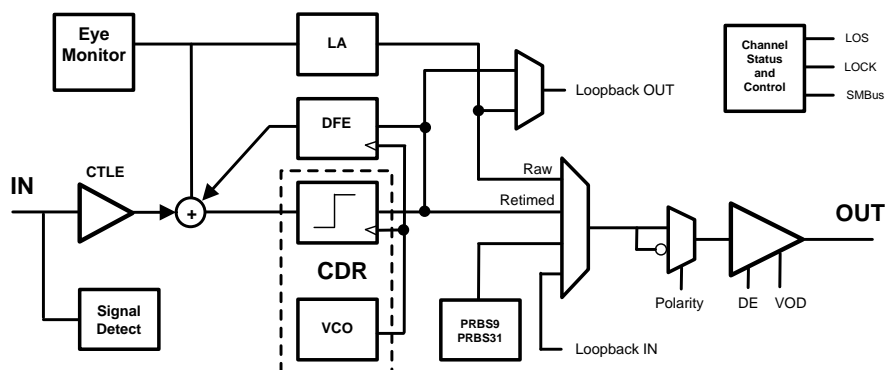 Eye
Monitor
LA
Channel
Status
and
Control
LOS
LOCK
SMBus
Loopback OUT
DFE
CTLE
IN
+
Raw
Retimed
OUT
CDR
Signal
Detect
VCO
PRBS9
PRBS31
Polarity
DE
VOD
Loopback IN